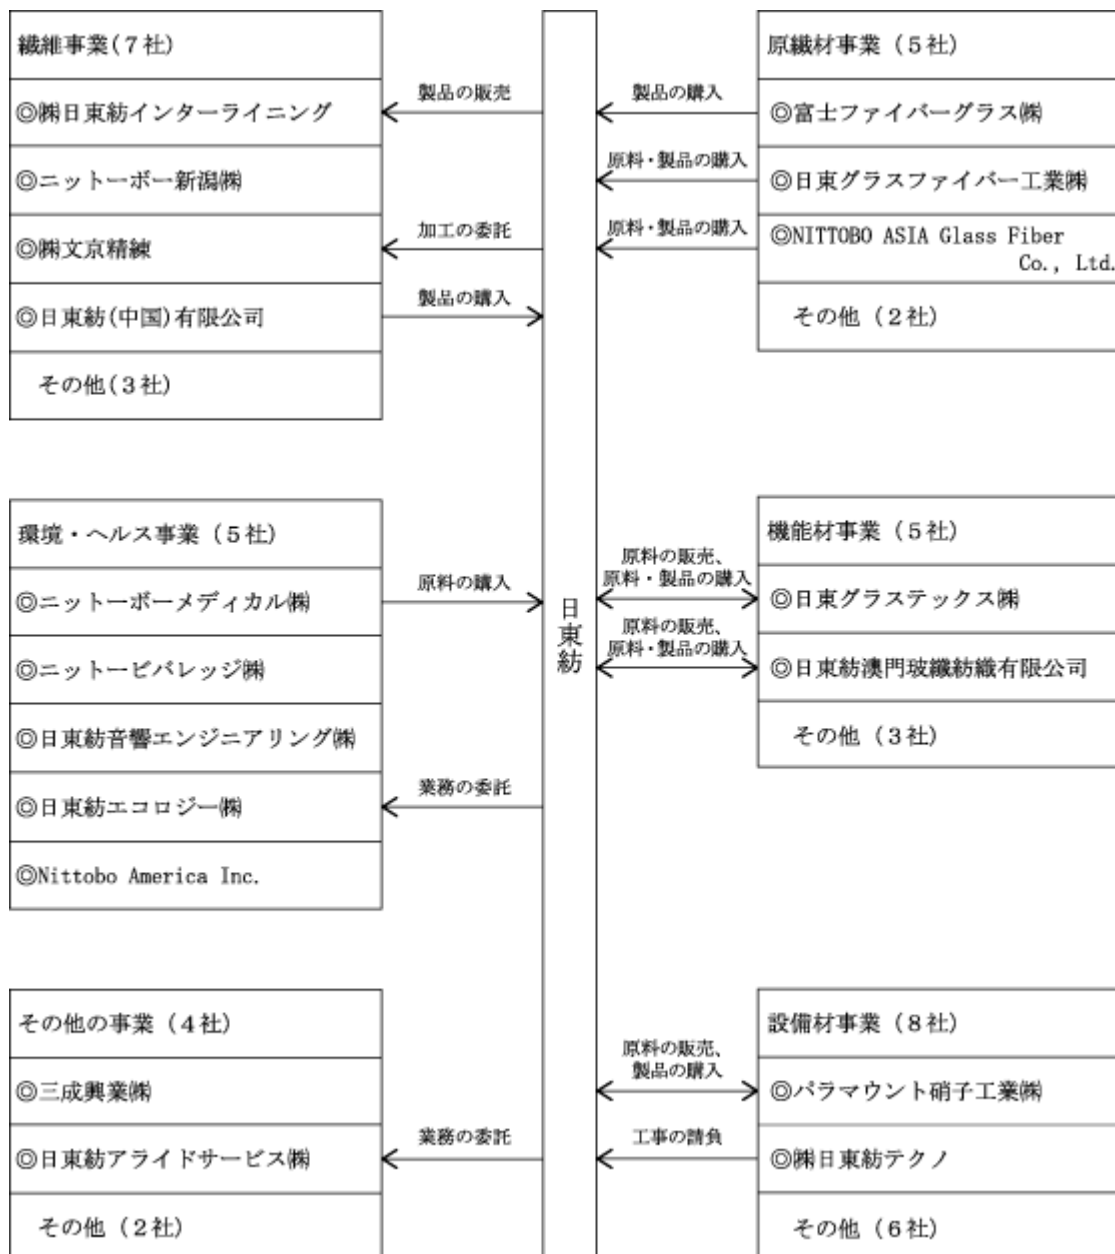 繊維事業(7社)
◎㈱日東紡インターライニング
◎ニットーボー新潟㈱
◎㈱文京精練
◎日東紡(中国)有限公司
その他(3社)
製品の販売
加工の委託
製品の購入
原繊材事業(5社)
◎富士ファイバーグラス㈱
◎日東グラスファイバー工業㈱
◎NITTOBO ASIA Glass Fiber
Co., Ltd.
その他(2社)
製品の購入
原料・製品の購入
原料・製品の購入
環境・ヘルス事業(5社)
◎ニットーボーメディカル㈱
◎ニットービバレッジ㈱
◎日東紡音響エンジニアリング㈱
◎日東紡エコロジー㈱
◎Nittobo America Inc.
原料の購入
業務の委託
日東紡
機能材事業(5社)
◎日東グラステックス㈱
◎日東紡澳門玻纖紡織有限公司
その他(3社)
原料の販売、
原料・製品の購入
原料の販売、
原料・製品の購入
その他の事業(4社)
◎三成興業㈱
◎日東紡アライドサービス㈱
その他(2社)
業務の委託
設備材事業(8社)
◎パラマウント硝子工業㈱
◎㈱日東紡テクノ
その他(6社)
原料の販売、
製品の購入
工事の請負